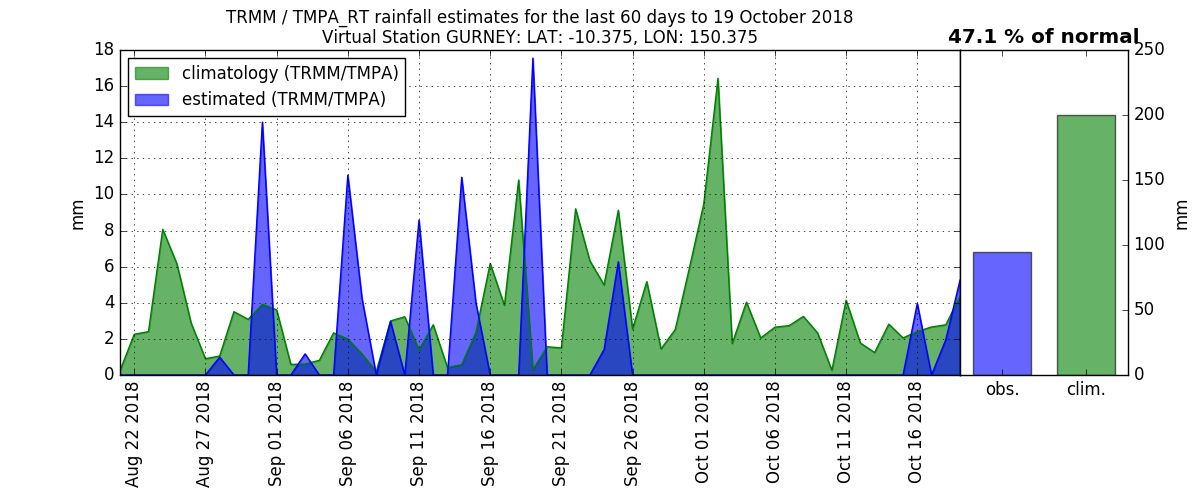 TRMM / TMPA_RT rainfall estimates for the last 60 days to 19 October 2018
Virtual Station GURNEY: LAT: -10.375, LON: 150.375
47.1 % of normal
climatology (TRMM/TMPA)
estimated (TRMM/TMPA)
18
16
14
12
10
8
6
4
2
0
mm
Aug 22 2018
Aug 27 2018
Sep 01 2018
Sep 06 2018
Sep 11 2018
Sep 16 2018
Sep 21 2018
Sep 26 2018
Oct 01 2018
Oct 06 2018
Oct 11 2018
Oct 16 2018
obs.
clim.
250
200
150
100
50
0
mm